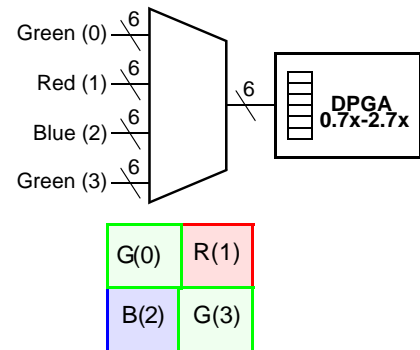 Green (0) 6
Red (1) 6
Blue (2) 6
Green (3) 6
6
DPGA
0.7x-2.7x
G(0) R(1)
B(2) G(3)